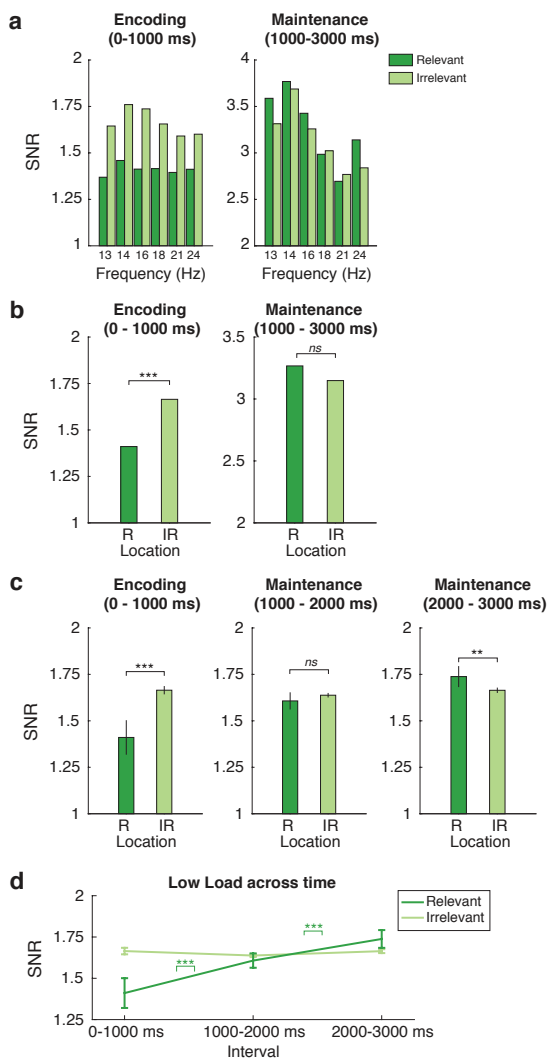 a
Encoding
(0-1000 ms)
Maintenance
(1000-3000 ms)
Relevant
Irrelevant
SNR
2
1.75
1.5
1.25
1
13 14 16 18 21 24
Frequency (Hz)
4
3.5
3
2.5
2
13 14 16 18 21 24
Frequency (Hz)
b
Encoding
(0 - 1000 ms)
Maintenance
(1000 - 3000 ms)
SNR
2
1.75
1.5
1.25
1
***
R IR
Location
3.5
3
2.5
2
ns
R IR
Location
c
Encoding
(0 - 1000 ms)
Maintenance
(1000 - 2000 ms)
Maintenance
(2000 - 3000 ms)
SNR
2
1.75
1.5
1.25
1
***
R IR
Location
2
1.75
1.5
1.25
1
ns
R IR
Location
2
1.75
1.5
1.25
1
**
R IR
Location
d
Low Load across time
Relevant
Irrelevant
SNR
2
1.75
1.5
1.25
***
***
0-1000 ms 1000-2000 ms 2000-3000 ms
Interval